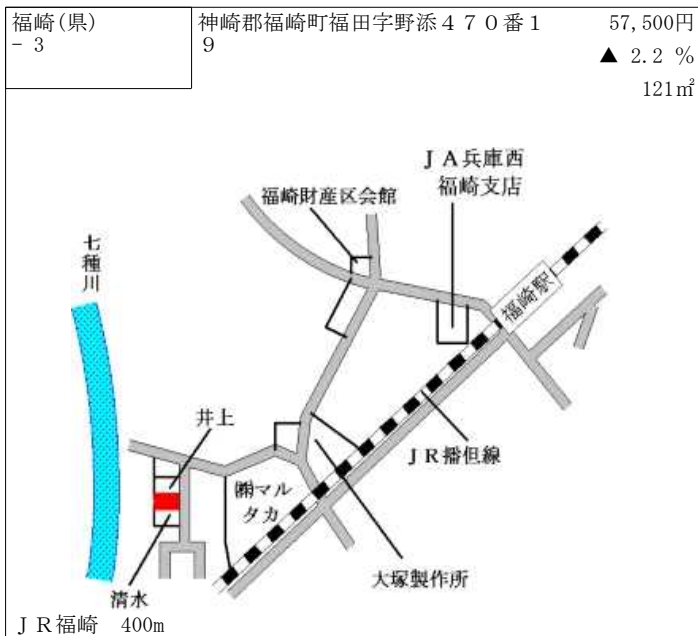 福崎(県)
- 3
神崎郡福崎町福田字野添４７０番１
９
57,500円
▲ 2.2 %
121㎡
ＪＡ兵庫西
福崎支店
福崎財産区会館
七種川
福崎駅
井上
ＪＲ播但線
㈱マル
タカ
大塚製作所
清水
ＪＲ福崎　400m